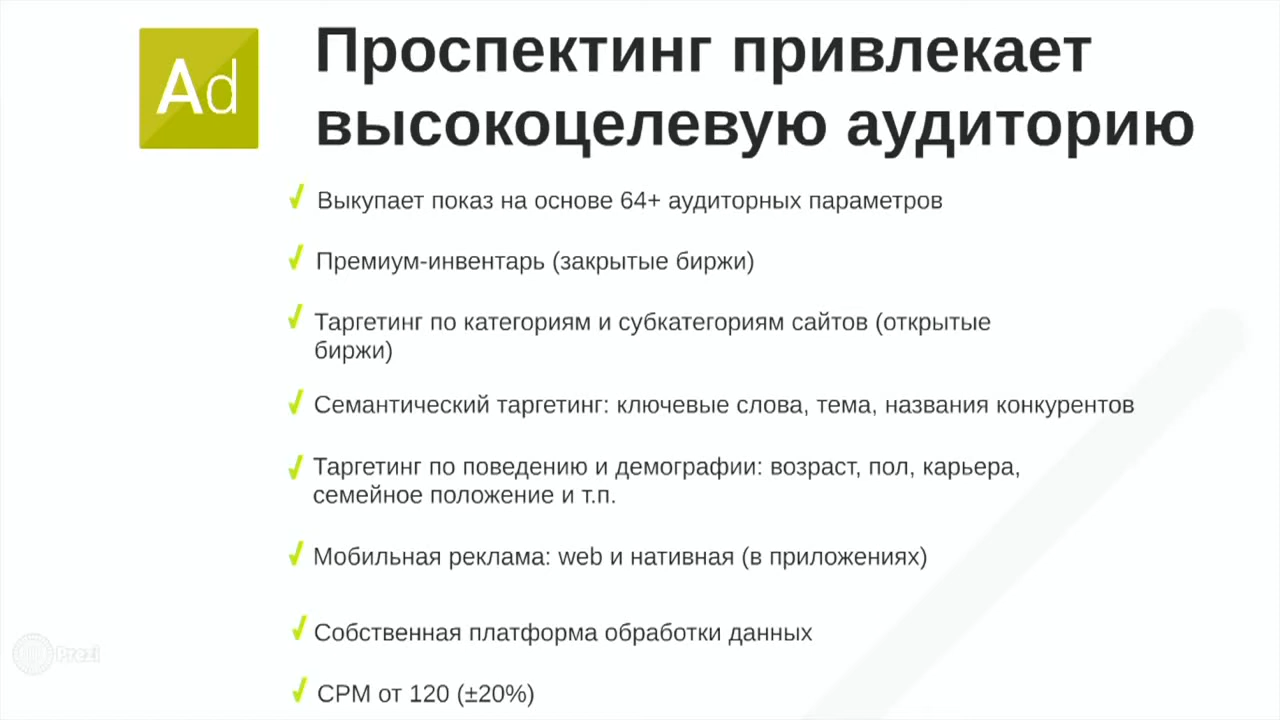 Ad
Проспектинг привлекает
высокоцелевую аудиторию
Выкупает показ на основе 64+ аудиторных параметров
Премиум-инвентарь (закрытые биржи)
Таргетинг по категориям и субкатегориям сайтов (открытые
биржи)
Семантический таргетинг: ключевые слова, тема, названия конкурентов
Таргетинг по поведению и демографии: возраст, пол, карьера,
семейное положение и т.п.
Мобильная реклама: web и нативная (в приложениях)
Собственная платформа обработки данных
Prezi
CPM от 120 (±20%)